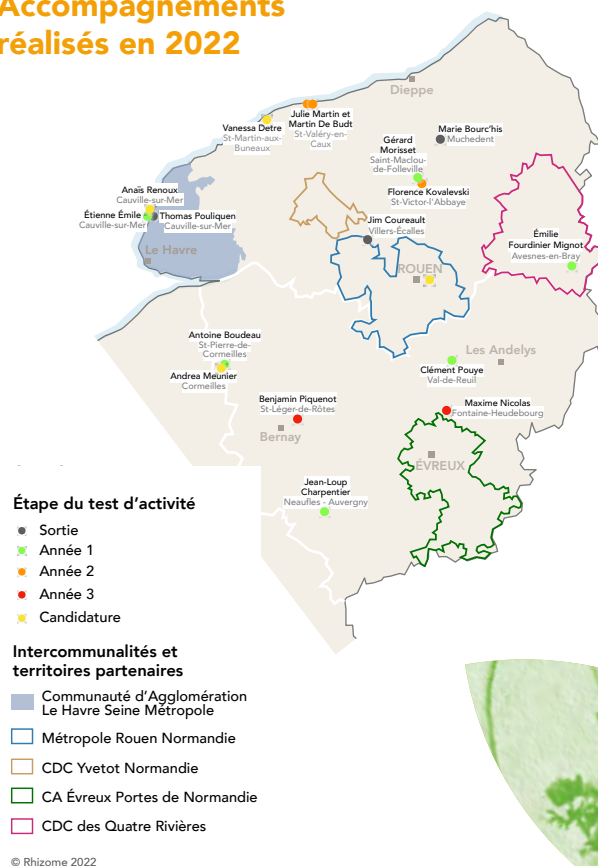 Accompagnements
réalisés en 2022
Dieppe
Julie Martin et
Martin De Budt
St-Valéry-en-
Caux
Vanessa Detre
St-Martin-aux-
Buneaux
Marie Bourc'his
Muchedent
Gérard
Morisset
Saint-Maclou-
de-Folleville
Florence Kovalevski
St-Victor-l'Abbaye
Anaïs Renoux
Cauville-sur-Mer
Étienne Émile
Cauville-sur-Mer
Thomas Pouliquen
Cauville-sur-Mer
Jim Coureault
Villers-Écalles
Émilie
Fourdinier Mignot
Avesnes-en-Bray
Le Havre
ROUEN
Antoine Boudeau
St-Pierre-de-
Cormeilles
Andrea Meunier
Cormeilles
Les Andelys
Clément Pouye
Val-de-Reuil
Benjamin Piquenot
St-Léger-de-Rôtes
Maxime Nicolas
Fontaine-Heudebourg
Bernay
ÉVREUX
Jean-Loup
Charpentier
Neaufles - Auvergny
Étape du test d'activité
Sortie
Année 1
Année 2
Année 3
Candidature
Intercommunalités et
territoires partenaires
Communauté d'Agglomération
Le Havre Seine Métropole
Métropole Rouen Normandie
CDC Yvetot Normandie
CA Évreux Portes de Normandie
CDC des Quatre Rivières
© Rhizome 2022